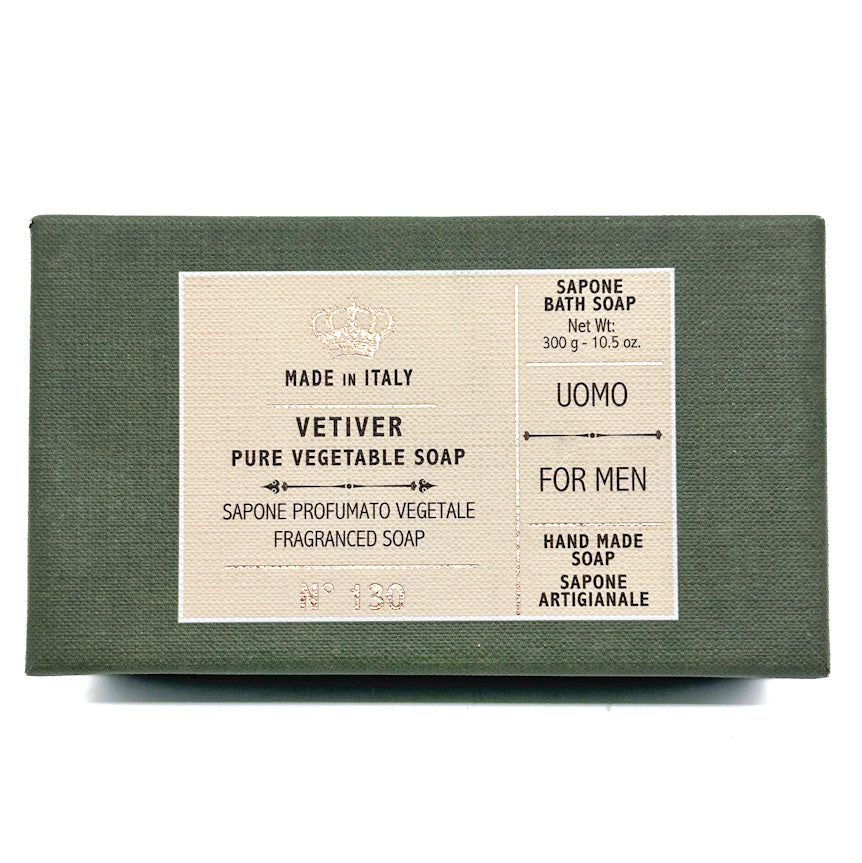 MADE IN ITALY
VETIVER
PURE VEGETABLE SOAP
SAPONE PROFUMATO VEGETALE
FRAGRANCED SOAP
N° 130
SAPONE
BATH SOAP
Net Wt:
300 g - 10.5 oz.
UOMO
FOR MEN
HAND MADE
SOAP
SAPONE
ARTIGIANALE